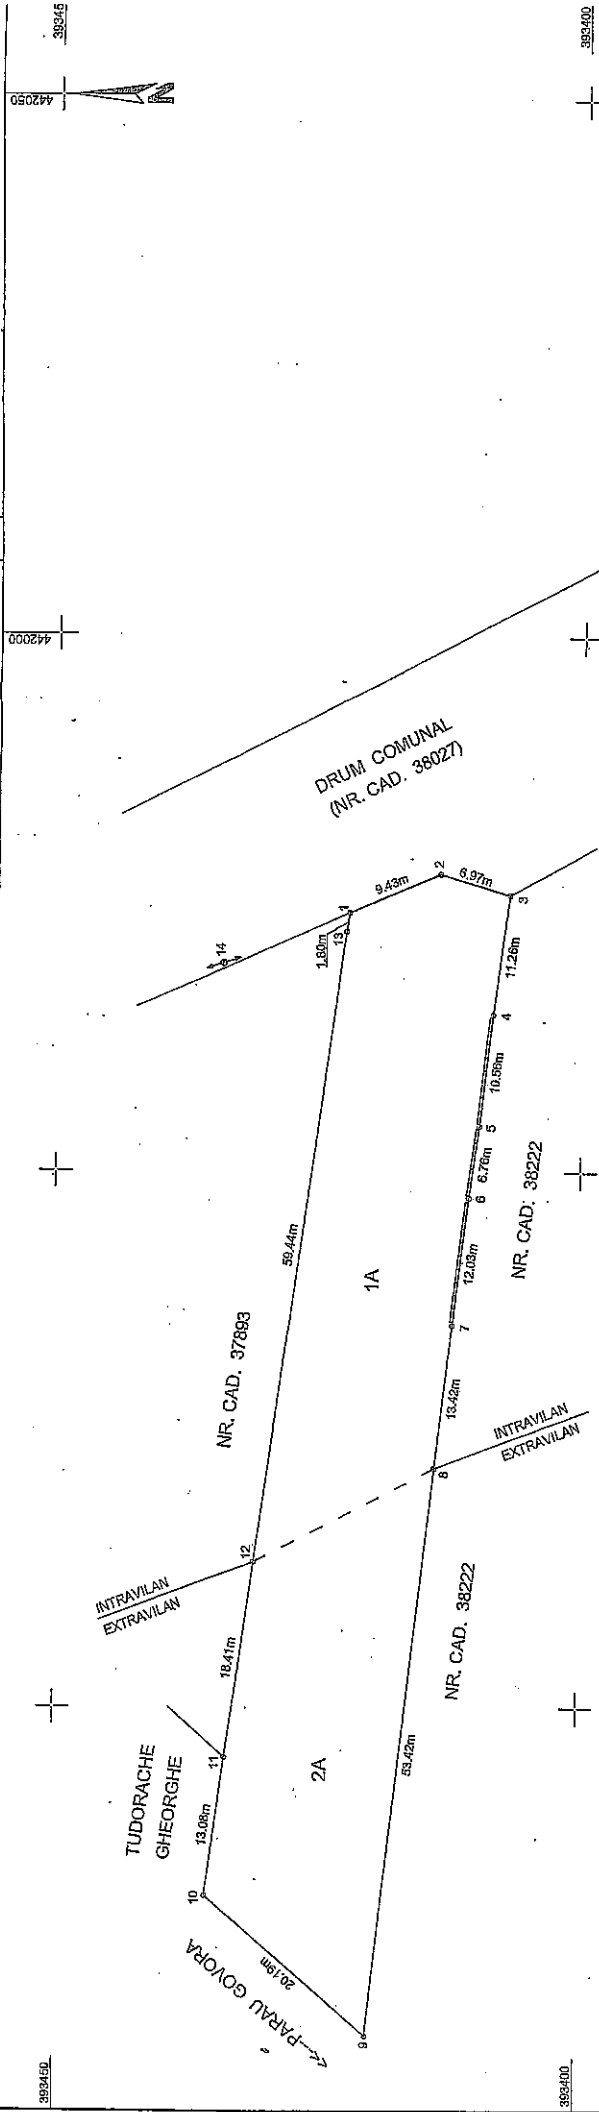 39345
442050
N
393400
442000
DRUM COMUNAL
(NR. CAD. 38027)
14
1
13
1.80m
9.43m
2
6.97m
3
11.26m
4
10.56m
5
6.76m
6
12.03m
7
13.42m
8
59.44m
1A
NR. CAD. 38222
NR. CAD. 37893
INTRAVILAN
EXTRAVILAN
12
INTRAVILAN
EXTRAVILAN
18.41m
NR. CAD. 38222
53.42m
2A
11
TUDORACHE
GHEORGHE
13.08m
10
20.19m
PARAU GOVORA
9
393450
393400